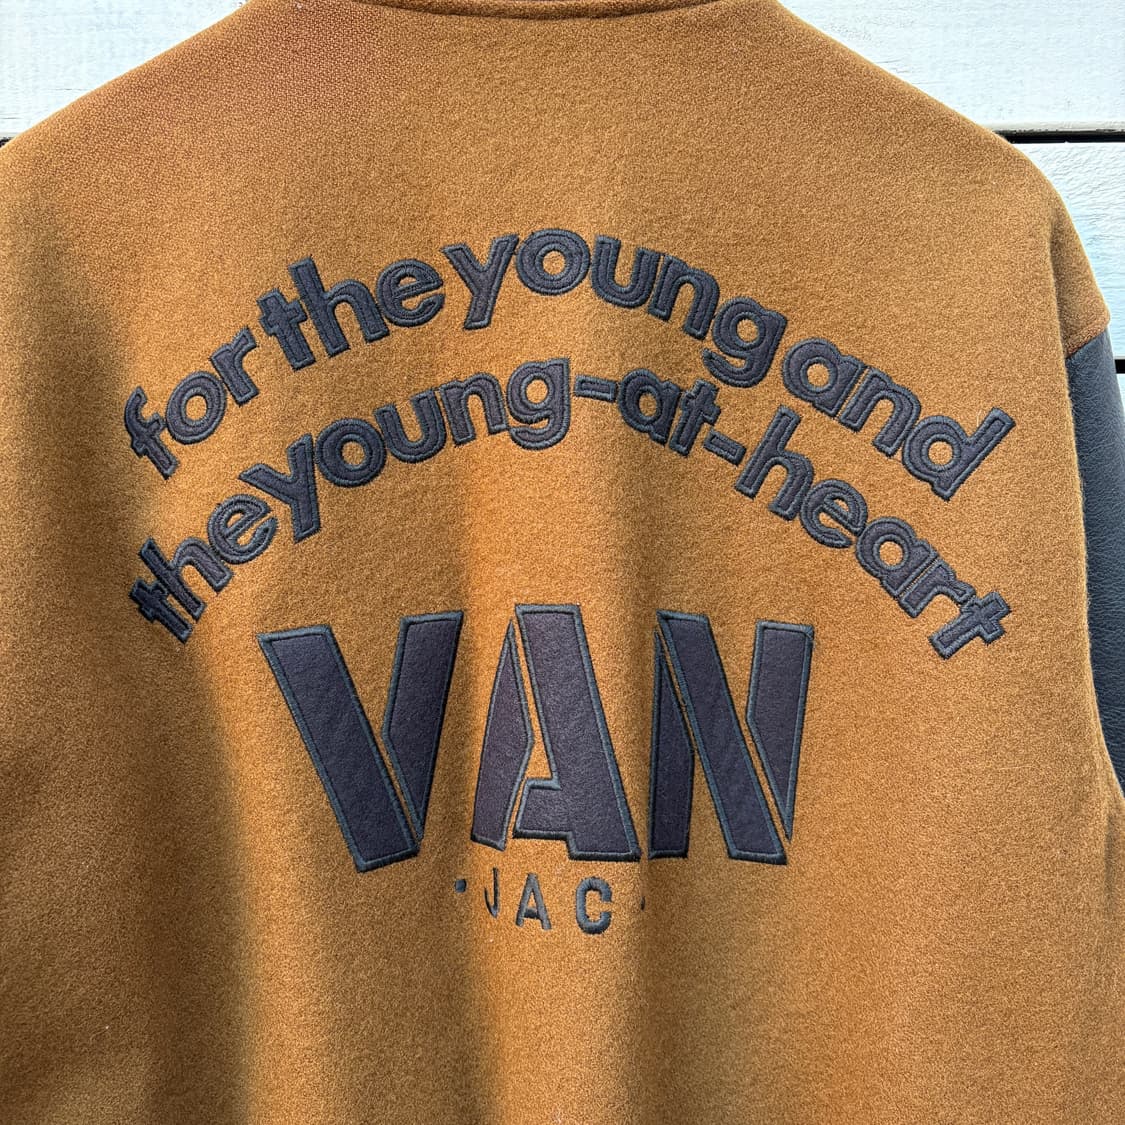 for the young and
the young-at-heart
VAN
·JAC·